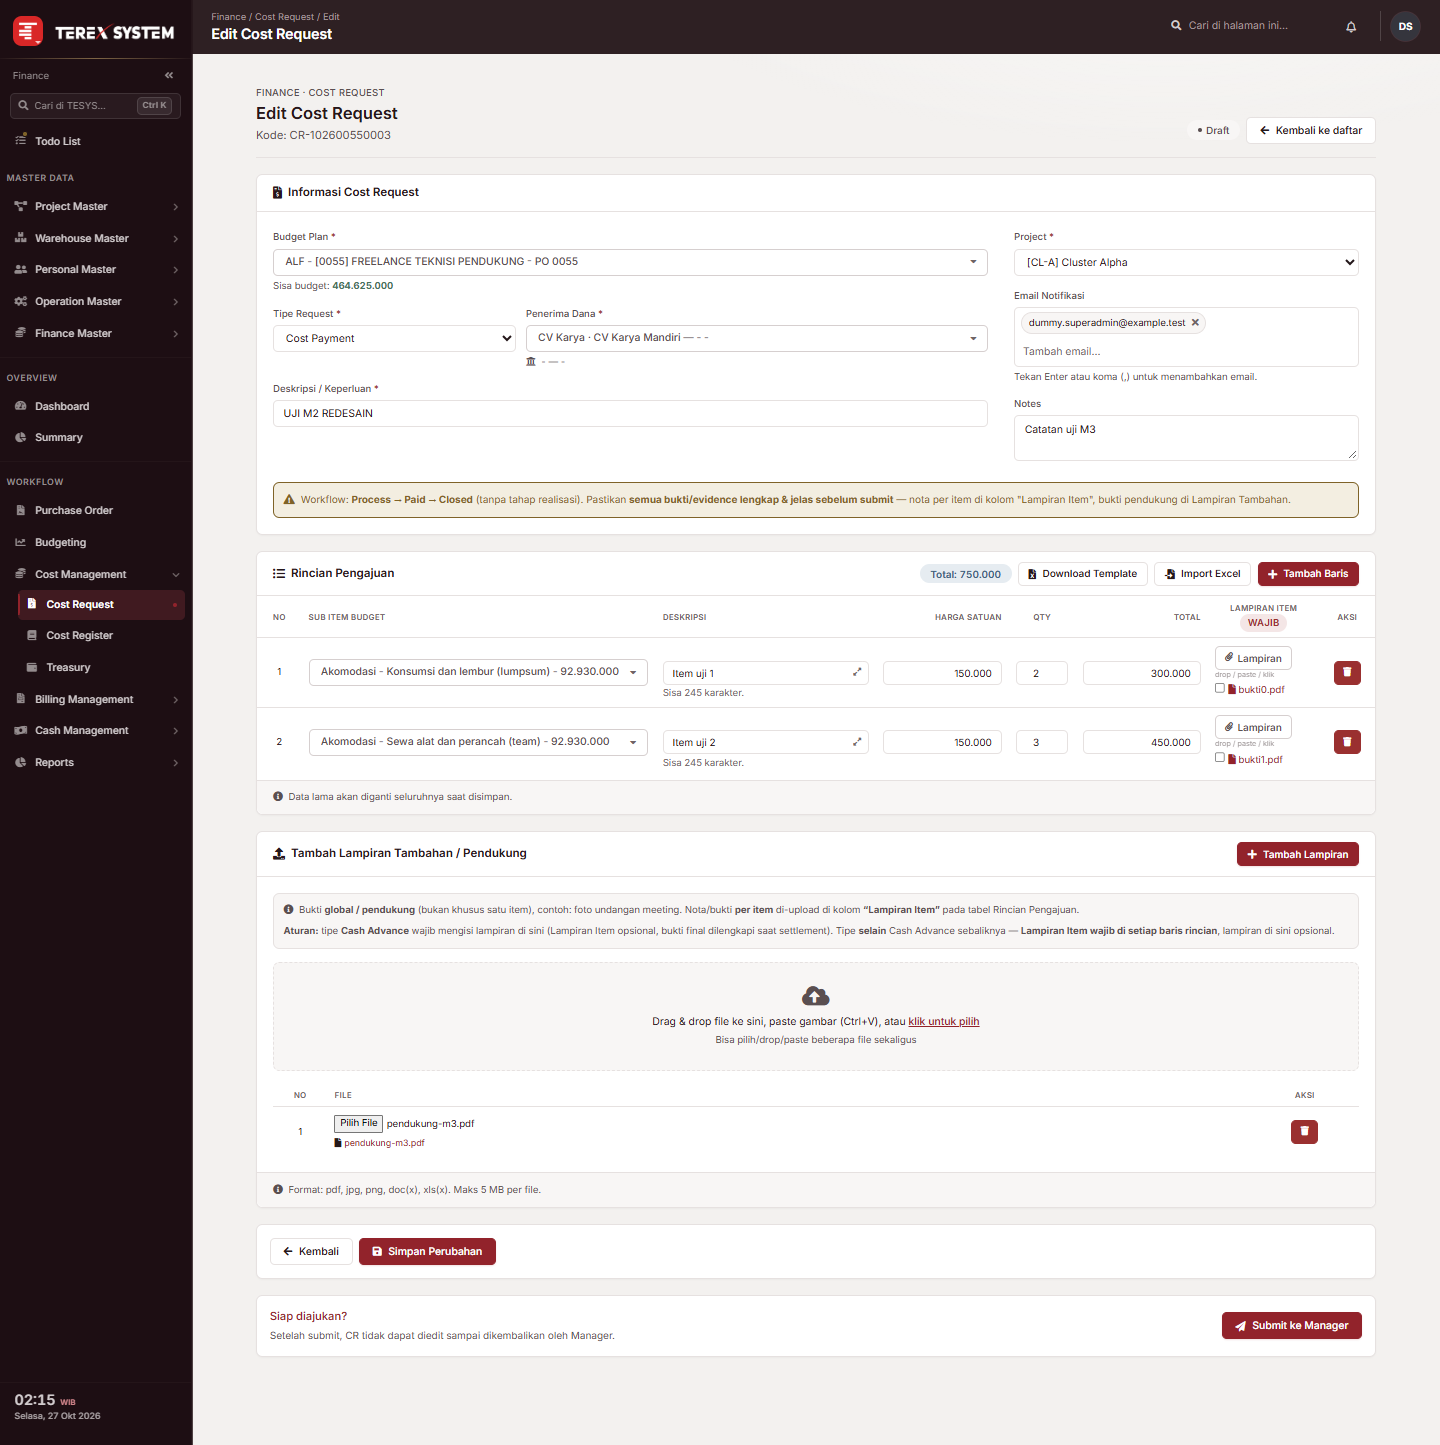 TEREX SYSTEM
Finance
Cari di TESYS...
Ctrl K
Todo List
MASTER DATA
Project Master
Warehouse Master
Personal Master
Operation Master
Finance Master
OVERVIEW
Dashboard
Summary
WORKFLOW
Purchase Order
Budgeting
Cost Management
Cost Request
Cost Register
Treasury
Billing Management
Cash Management
Reports
02:15 WIB
Selasa, 27 Okt 2026
Finance / Cost Request / Edit
Edit Cost Request
Cari di halaman ini...
DS
FINANCE · COST REQUEST
Edit Cost Request
Kode: CR-102600550003
• Draft
Kembali ke daftar
Informasi Cost Request
Budget Plan *
ALF - [0055] FREELANCE TEKNISI PENDUKUNG - PO 0055
Sisa budget: 464.625.000
Tipe Request *
Cost Payment
Penerima Dana *
CV Karya · CV Karya Mandiri — - -
- — -
Deskripsi / Keperluan *
UJI M2 REDESAIN
Project *
[CL-A] Cluster Alpha
Email Notifikasi
dummy.superadmin@example.test ×
Tambah email...
Tekan Enter atau koma (,) untuk menambahkan email.
Notes
Catatan uji M3
Workflow: Process → Paid → Closed (tanpa tahap realisasi). Pastikan semua bukti/evidence lengkap & jelas sebelum submit — nota per item di kolom "Lampiran Item", bukti pendukung di Lampiran Tambahan.
Rincian Pengajuan
Total: 750.000
Download Template
Import Excel
Tambah Baris
NO SUB ITEM BUDGET DESKRIPSI HARGA SATUAN QTY TOTAL LAMPIRAN ITEM WAJIB AKSI
1 Akomodasi - Konsumsi dan lembur (lumpsum) - 92.930.000 Item uji 1 150.000 2 300.000 Lampiran
Sisa 245 karakter.
drop / paste / klik
bukti0.pdf
2 Akomodasi - Sewa alat dan perancah (team) - 92.930.000 Item uji 2 150.000 3 450.000 Lampiran
Sisa 245 karakter.
drop / paste / klik
bukti1.pdf
Data lama akan diganti seluruhnya saat disimpan.
Tambah Lampiran Tambahan / Pendukung
Tambah Lampiran
Bukti global / pendukung (bukan khusus satu item), contoh: foto undangan meeting. Nota/bukti per item di-upload di kolom “Lampiran Item” pada tabel Rincian Pengajuan.
Aturan: tipe Cash Advance wajib mengisi lampiran di sini (Lampiran Item opsional, bukti final dilengkapi saat settlement). Tipe selain Cash Advance sebaliknya — Lampiran Item wajib di setiap baris rincian, lampiran di sini opsional.
Drag & drop file ke sini, paste gambar (Ctrl+V), atau klik untuk pilih
Bisa pilih/drop/paste beberapa file sekaligus
NO FILE AKSI
1 Pilih File pendukung-m3.pdf
pendukung-m3.pdf
Format: pdf, jpg, png, doc(x), xls(x). Maks 5 MB per file.
Kembali
Simpan Perubahan
Siap diajukan?
Setelah submit, CR tidak dapat diedit sampai dikembalikan oleh Manager.
Submit ke Manager